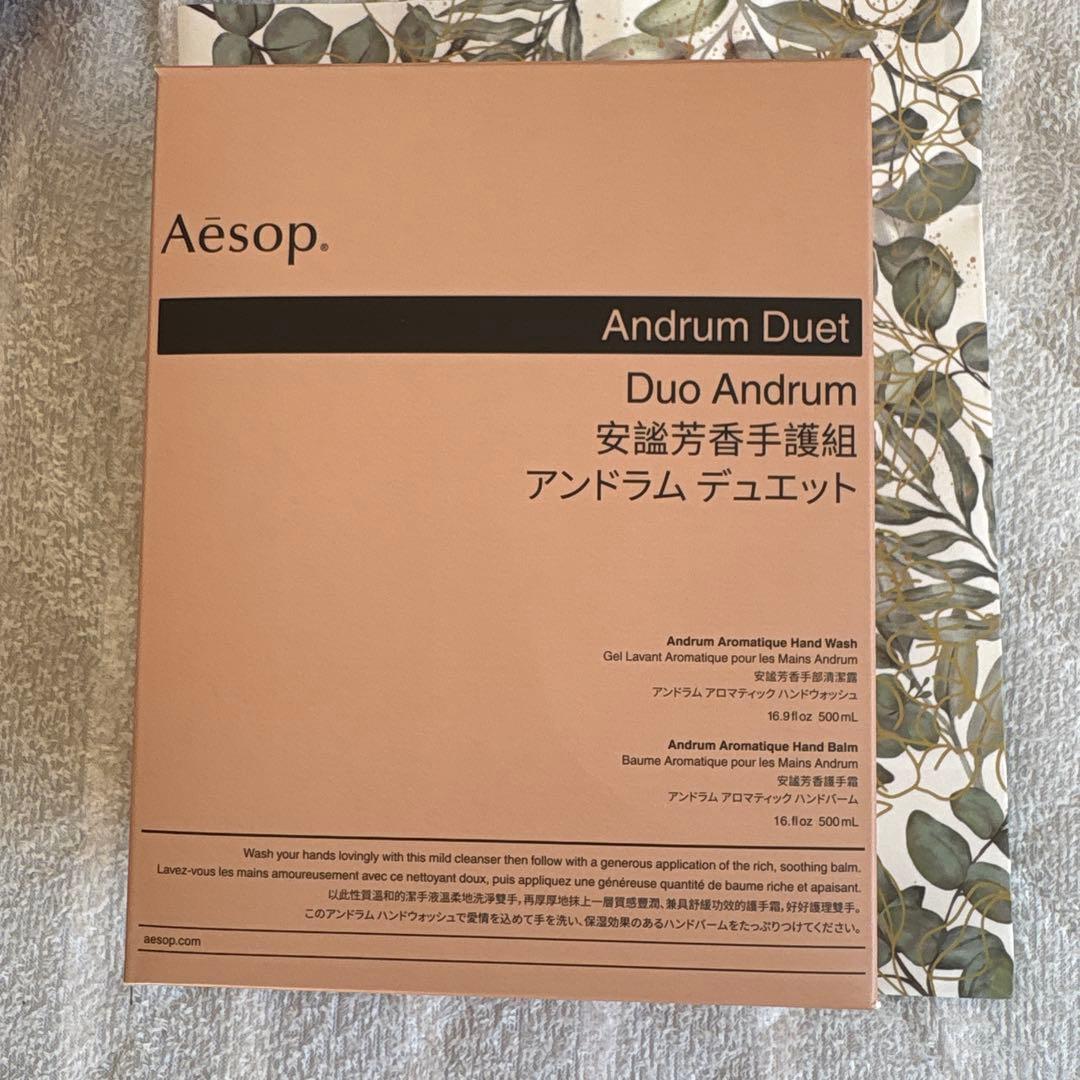 Aēsop®
Andrum Duet
Duo Andrum
安謐芳香手護組
アンドラム デュエット
Andrum Aromatique Hand Wash
Gel Lavant Aromatique pour les Mains Andrum
安謐芳香手部清潔露
アンドラム アロマティック ハンドウォッシュ
16.9 fl oz 500 mL
Andrum Aromatique Hand Balm
Baume Aromatique pour les Mains Andrum
安謐芳香護手霜
アンドラム アロマティック ハンドバーム
16.fl oz 500 mL
Wash your hands lovingly with this mild cleanser then follow with a generous application of the rich, soothing balm.
Lavez-vous les mains amoureusement avec ce nettoyant doux, puis appliquez une généreuse quantité de baume riche et apaisant.
以此性質溫和的潔手液溫柔地洗淨雙手，再厚厚地抹上一層質感豐潤、兼具舒緩功效的護手霜，好好護理雙手。
このアンドラム ハンドウォッシュで愛情を込めて手を洗い、保湿効果のあるハンドバームをたっぷりつけてください。
aesop.com